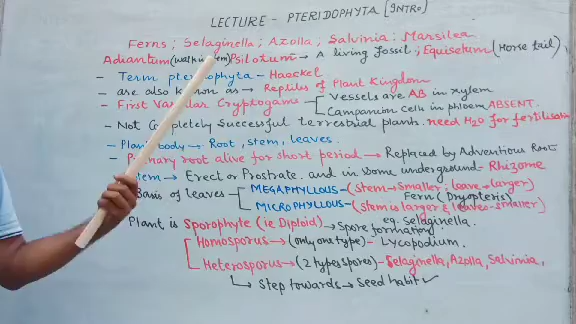 LECTURE - PTERIDOPHYTA [INTRO]
Ferns ; Selaginella ; Azolla ; Salvinia ; Marsilea
Adiantum (walking fern) Psilotum → A living fossil, Equisetum (Horse tail),
- Term pteridophyta - Haeckel
- are also known as → Reptiles of Plant Kingdom
- First Vascular Cryptogams Vessels are AB in xylem
Companion Cells in phloem ABSENT.
- Not Completely Successful terrestrial plants. need H2O for fertilisation
- Plant body → Root, stem, leaves.
- Primary root alive for short period → Replaced by Adventious Root
Stem → Erect or Prostrate and in some underground - Rhizome
Basis of leaves MEGAPHYLLOUS - (stem → smaller; leave → larger)
Fern (Dryopteris)
MICROPHYLLOUS - (stem is larger & leaves - smaller)
eg. Selaginella.
Plant is Sporophyte (ie Diploid) → Spore formation
Homosporus → (only one type) - Lycopodium.
Heterosporus → (2 types spores) - Selaginella, Azolla, Salvinia,
↳ Step towards → Seed habit ✓